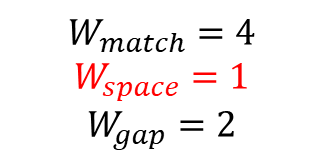 W_match = 4
W_space = 1
W_gap = 2